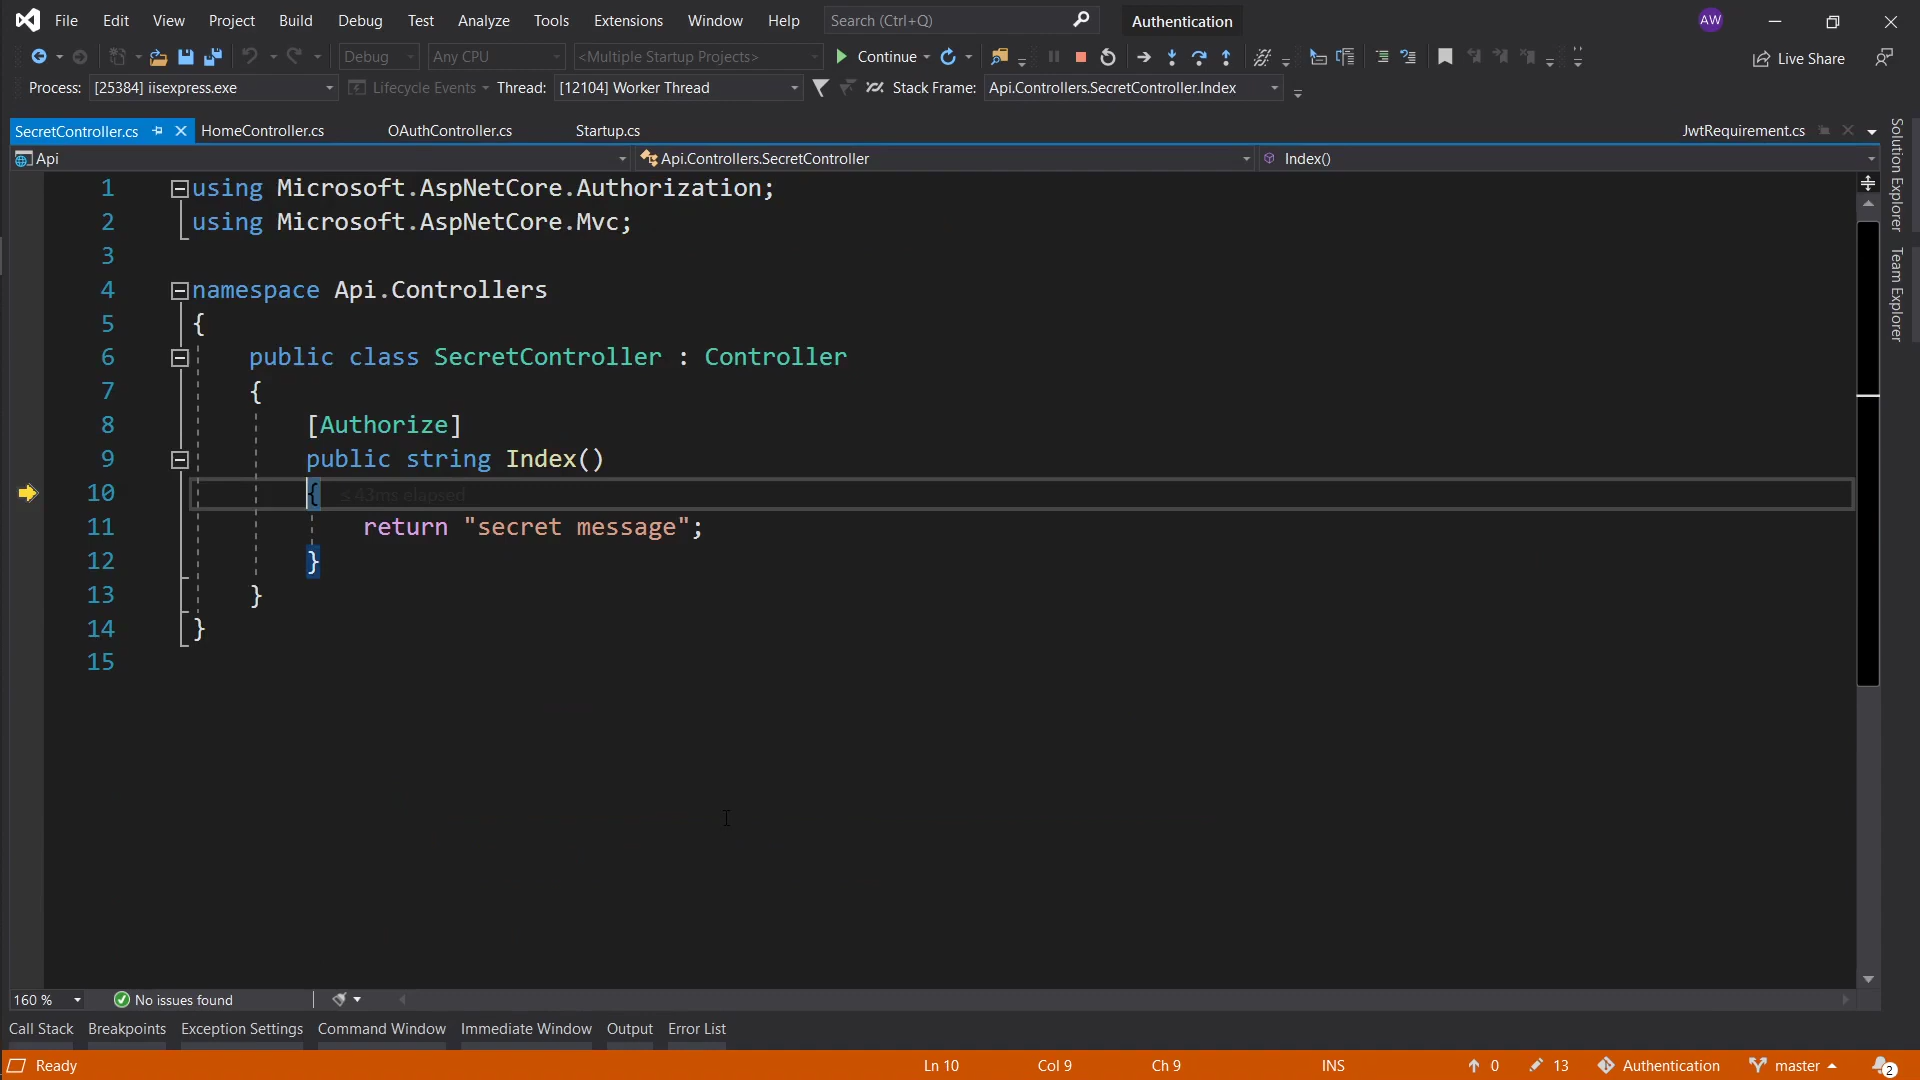 File Edit View Project Build Debug Test Analyze Tools Extensions Window Help Search (Ctrl+Q) Authentication AW
Debug Any CPU <Multiple Startup Projects> Continue Live Share
Process: [25384] iisexpress.exe Lifecycle Events Thread: [12104] Worker Thread Stack Frame: Api.Controllers.SecretController.Index
SecretController.cs HomeController.cs OAuthController.cs Startup.cs JwtRequirement.cs
Api Api.Controllers.SecretController Index()
1 using Microsoft.AspNetCore.Authorization;
2 using Microsoft.AspNetCore.Mvc;
3
4 namespace Api.Controllers
5 {
6 public class SecretController : Controller
7 {
8 [Authorize]
9 public string Index()
10 { ≤ 43ms elapsed
11 return "secret message";
12 }
13 }
14 }
15
Solution Explorer
Team Explorer
160 % No issues found
Call Stack Breakpoints Exception Settings Command Window Immediate Window Output Error List
Ready Ln 10 Col 9 Ch 9 INS 0 13 Authentication master 2